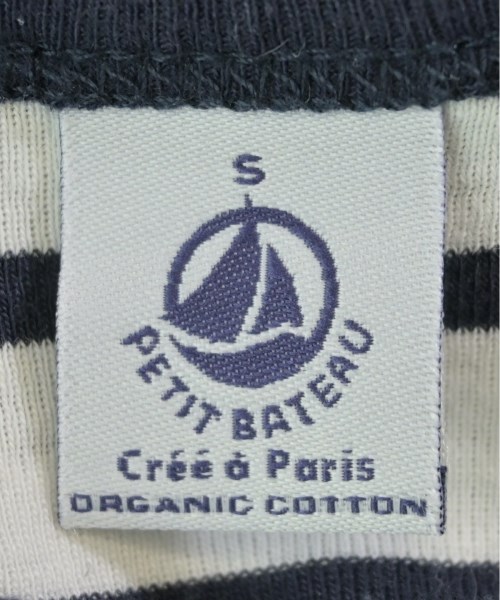 S
PETIT BATEAU
Créé à Paris
ORGANIC COTTON